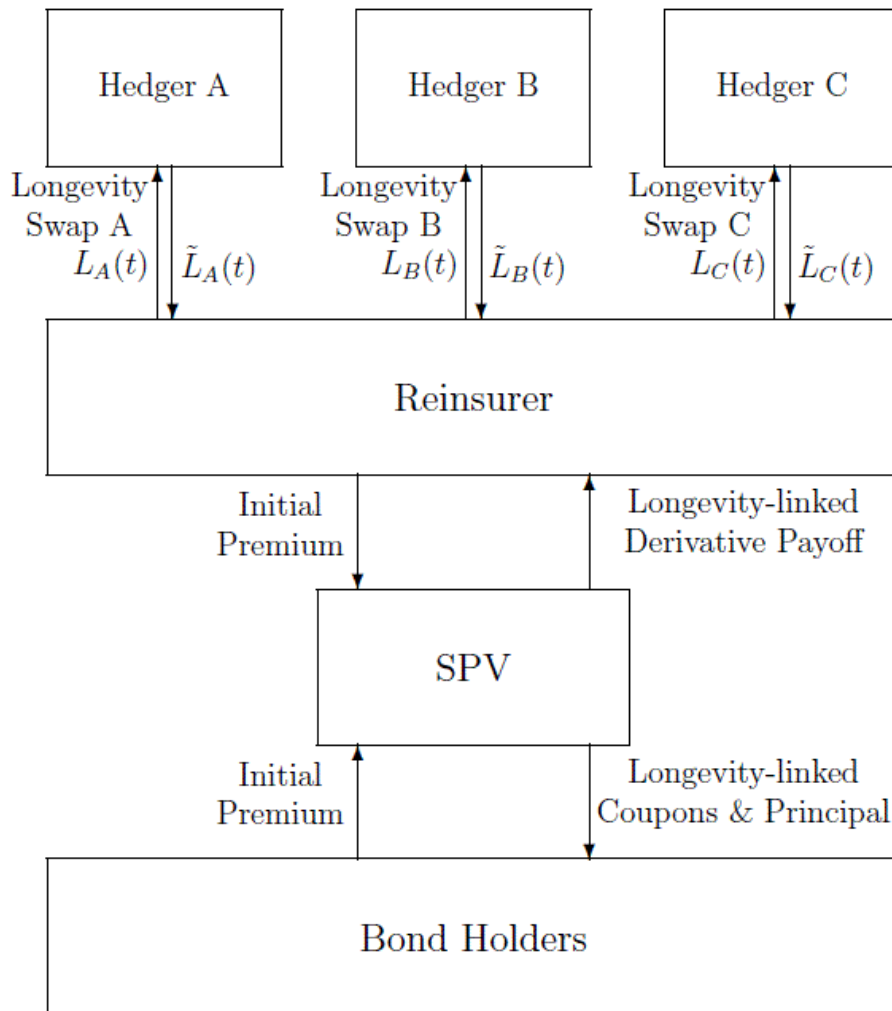 Hedger A
Hedger B
Hedger C
Longevity
Swap A
L_A(t)
L̃_A(t)
Longevity
Swap B
L_B(t)
L̃_B(t)
Longevity
Swap C
L_C(t)
L̃_C(t)
Reinsurer
Initial
Premium
Longevity-linked
Derivative Payoff
SPV
Initial
Premium
Longevity-linked
Coupons & Principal
Bond Holders